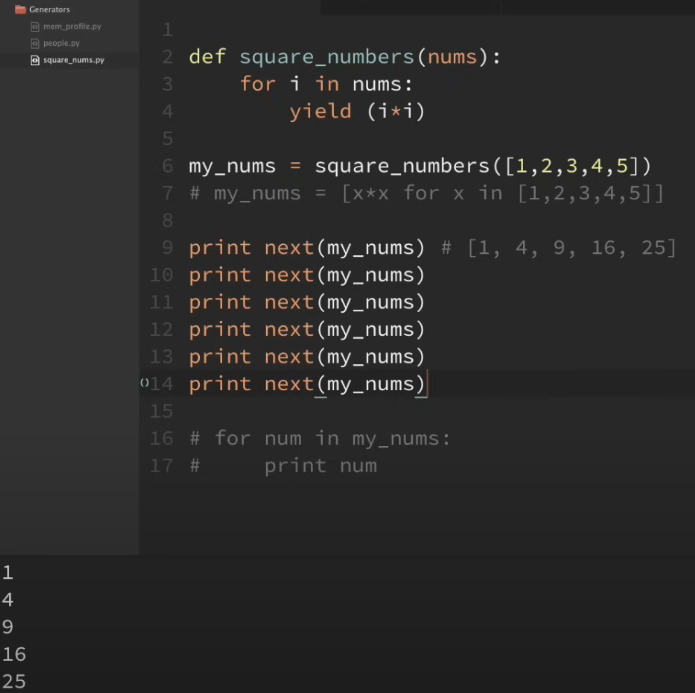 Generators
mem_profile.py
people.py
square_nums.py
1
2 def square_numbers(nums):
3     for i in nums:
4         yield (i*i)
5
6 my_nums = square_numbers([1,2,3,4,5])
7 # my_nums = [x*x for x in [1,2,3,4,5]]
8
9 print next(my_nums) # [1, 4, 9, 16, 25]
10 print next(my_nums)
11 print next(my_nums)
12 print next(my_nums)
13 print next(my_nums)
14 print next(my_nums)
15
16 # for num in my_nums:
17 #     print num
1
4
9
16
25